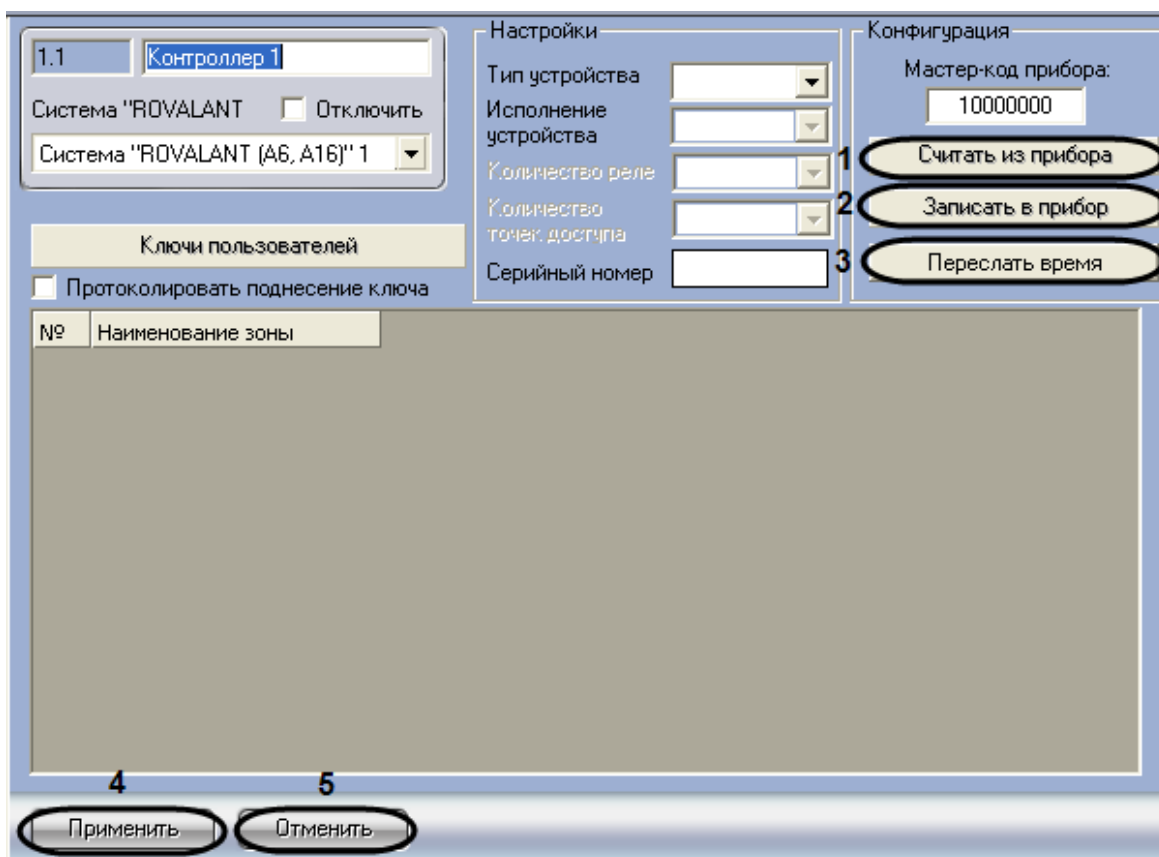 1.1
Контроллер 1
Система "ROVALANT
Отключить
Система "ROVALANT (A6, A16)" 1
Ключи пользователей
Протоколировать поднесение ключа
Настройки
Тип устройства
Исполнение
устройства
Количество реле
Количество
точек доступа
Серийный номер
Конфигурация
Мастер-код прибора:
10000000
1
Считать из прибора
2
Записать в прибор
3
Переслать время
№
Наименование зоны
4
5
Применить
Отменить